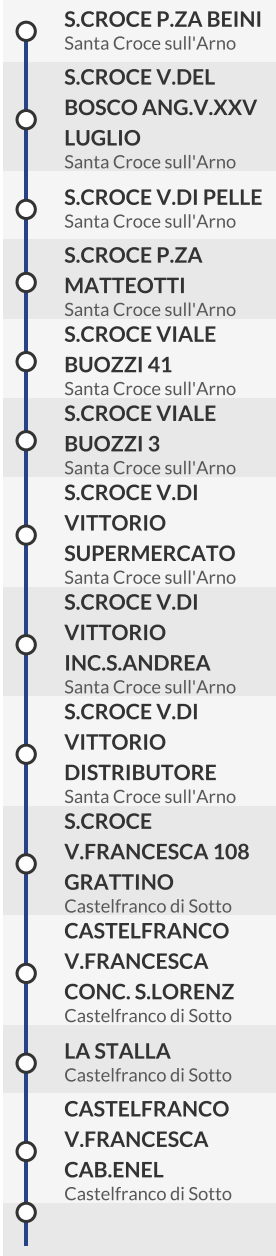 S.CROCE P.ZA BEINI
Santa Croce sull'Arno
S.CROCE V.DEL
BOSCO ANG.V.XXV
LUGLIO
Santa Croce sull'Arno
S.CROCE V.DI PELLE
Santa Croce sull'Arno
S.CROCE P.ZA
MATTEOTTI
Santa Croce sull'Arno
S.CROCE VIALE
BUOZZI 41
Santa Croce sull'Arno
S.CROCE VIALE
BUOZZI 3
Santa Croce sull'Arno
S.CROCE V.DI
VITTORIO
SUPERMERCATO
Santa Croce sull'Arno
S.CROCE V.DI
VITTORIO
INC.S.ANDREA
Santa Croce sull'Arno
S.CROCE V.DI
VITTORIO
DISTRIBUTORE
Santa Croce sull'Arno
S.CROCE
V.FRANCESCA 108
GRATTINO
Castelfranco di Sotto
CASTELFRANCO
V.FRANCESCA
CONC. S.LORENZ
Castelfranco di Sotto
LA STALLA
Castelfranco di Sotto
CASTELFRANCO
V.FRANCESCA
CAB.ENEL
Castelfranco di Sotto